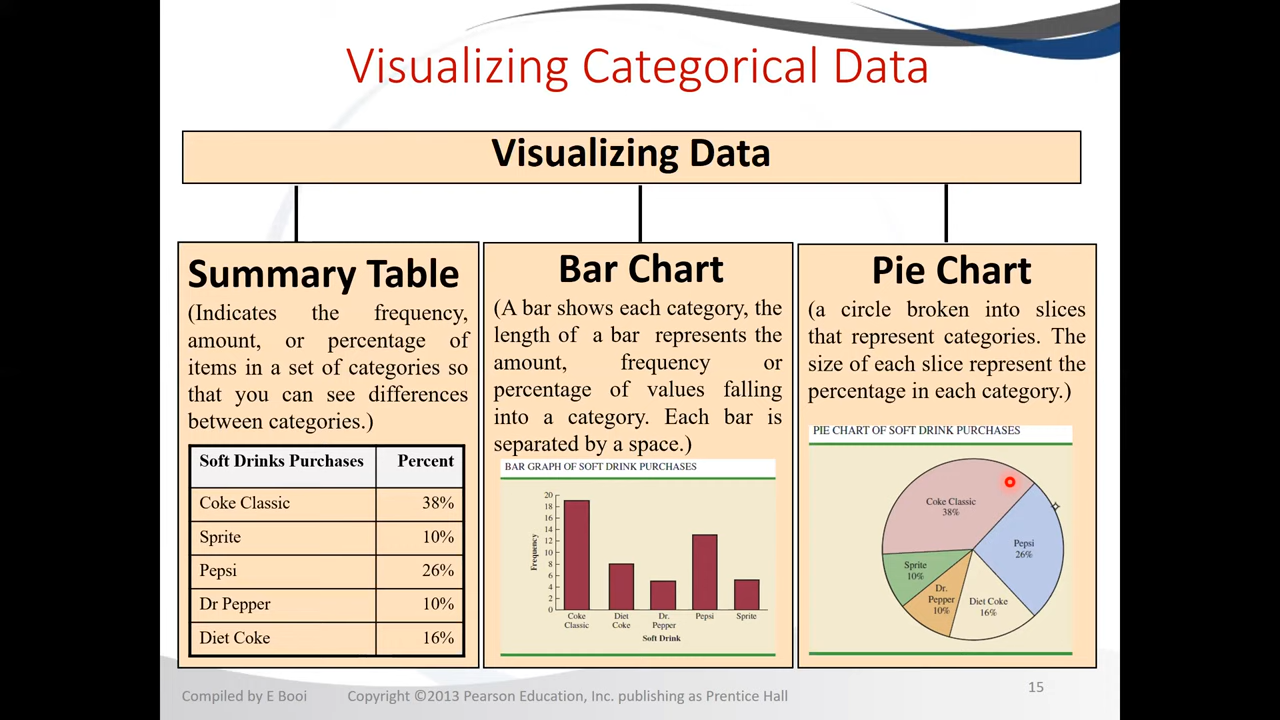 Visualizing Categorical Data
Visualizing Data
Summary Table
(Indicates the frequency,
amount, or percentage of
items in a set of categories so
that you can see differences
between categories.)
Soft Drinks Purchases Percent
Coke Classic 38%
Sprite 10%
Pepsi 26%
Dr Pepper 10%
Diet Coke 16%
Bar Chart
(A bar shows each category, the
length of a bar represents the
amount, frequency or
percentage of values falling
into a category. Each bar is
separated by a space.)
BAR GRAPH OF SOFT DRINK PURCHASES
Frequency
20
18
16
14
12
10
8
6
4
2
0
Coke Diet Dr. Pepsi Sprite
Classic Coke Pepper
Soft Drink
Pie Chart
(a circle broken into slices
that represent categories. The
size of each slice represent the
percentage in each category.)
PIE CHART OF SOFT DRINK PURCHASES
Coke Classic
38%
Pepsi
26%
Sprite
10%
Dr.
Pepper
10%
Diet Coke
16%
Compiled by E Booi Copyright ©2013 Pearson Education, Inc. publishing as Prentice Hall 15